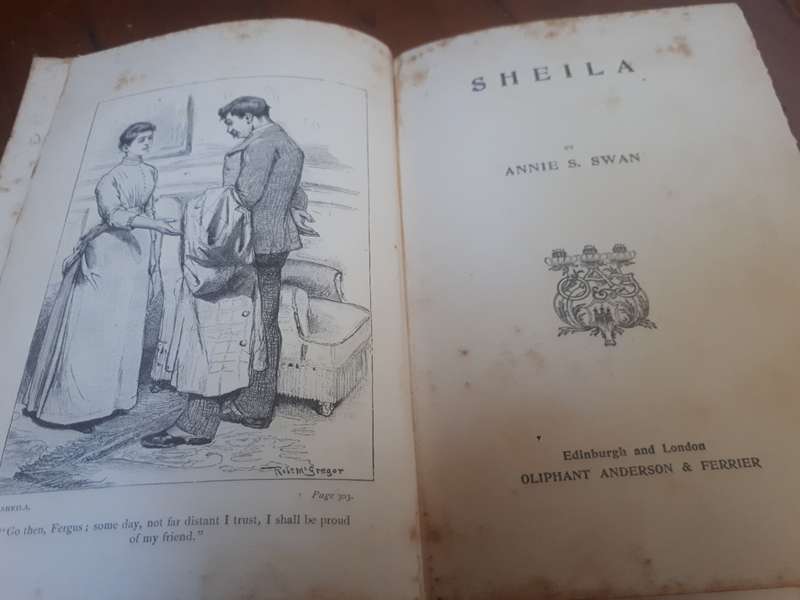 Robt McGregor
SHEILA.
Page 303.
"Go then, Fergus; some day, not far distant I trust, I shall be proud
of my friend."
SHEILA
BY
ANNIE S. SWAN
Edinburgh and London
OLIPHANT ANDERSON & FERRIER